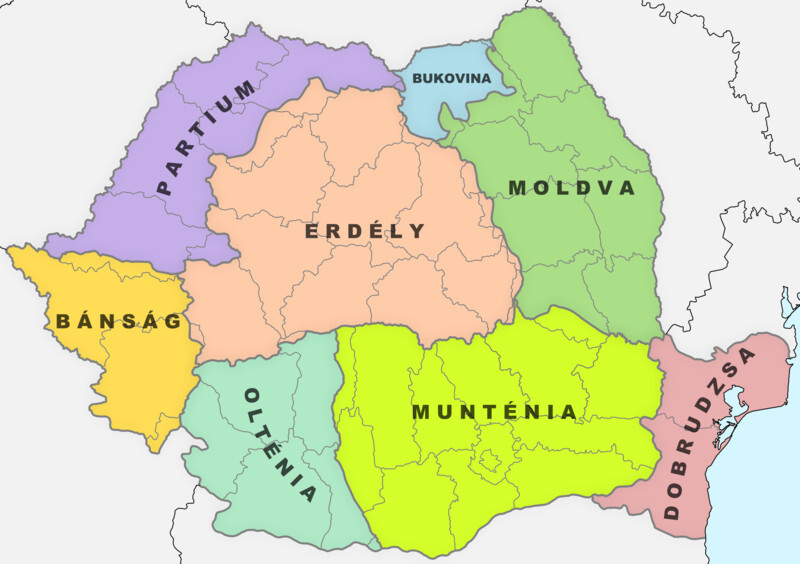 BUKOVINA
PARTIUM
MOLDVA
ERDÉLY
BÁNSÁG
DOBRUDZSA
OLTÉNIA
MUNTÉNIA